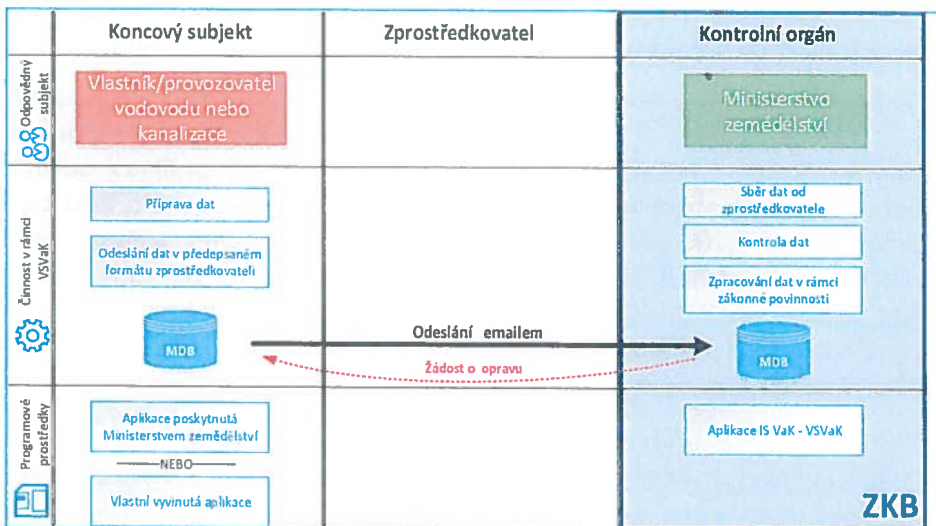 Koncový subjekt
Zprostředkovatel
Kontrolní orgán
Odpovědný
subjekt
Vlastník/provozovatel
vodovodu nebo
kanalizace
Ministerstvo
zemědělství
Činnost v rámci
VSVaK
Příprava dat
Odeslání dat v předepsaném
formátu zprostředkovateli
MDB
Odeslání emailem
Žádost o opravu
Sběr dat od
zprostředkovatele
Kontrola dat
Zpracování dat v rámci
zákonné povinnosti
MDB
Programové
prostředky
Aplikace poskytnutá
Ministerstvem zemědělství
NEBO
Vlastní vyvinutá aplikace
Aplikace IS VaK - VSVaK
ZKB